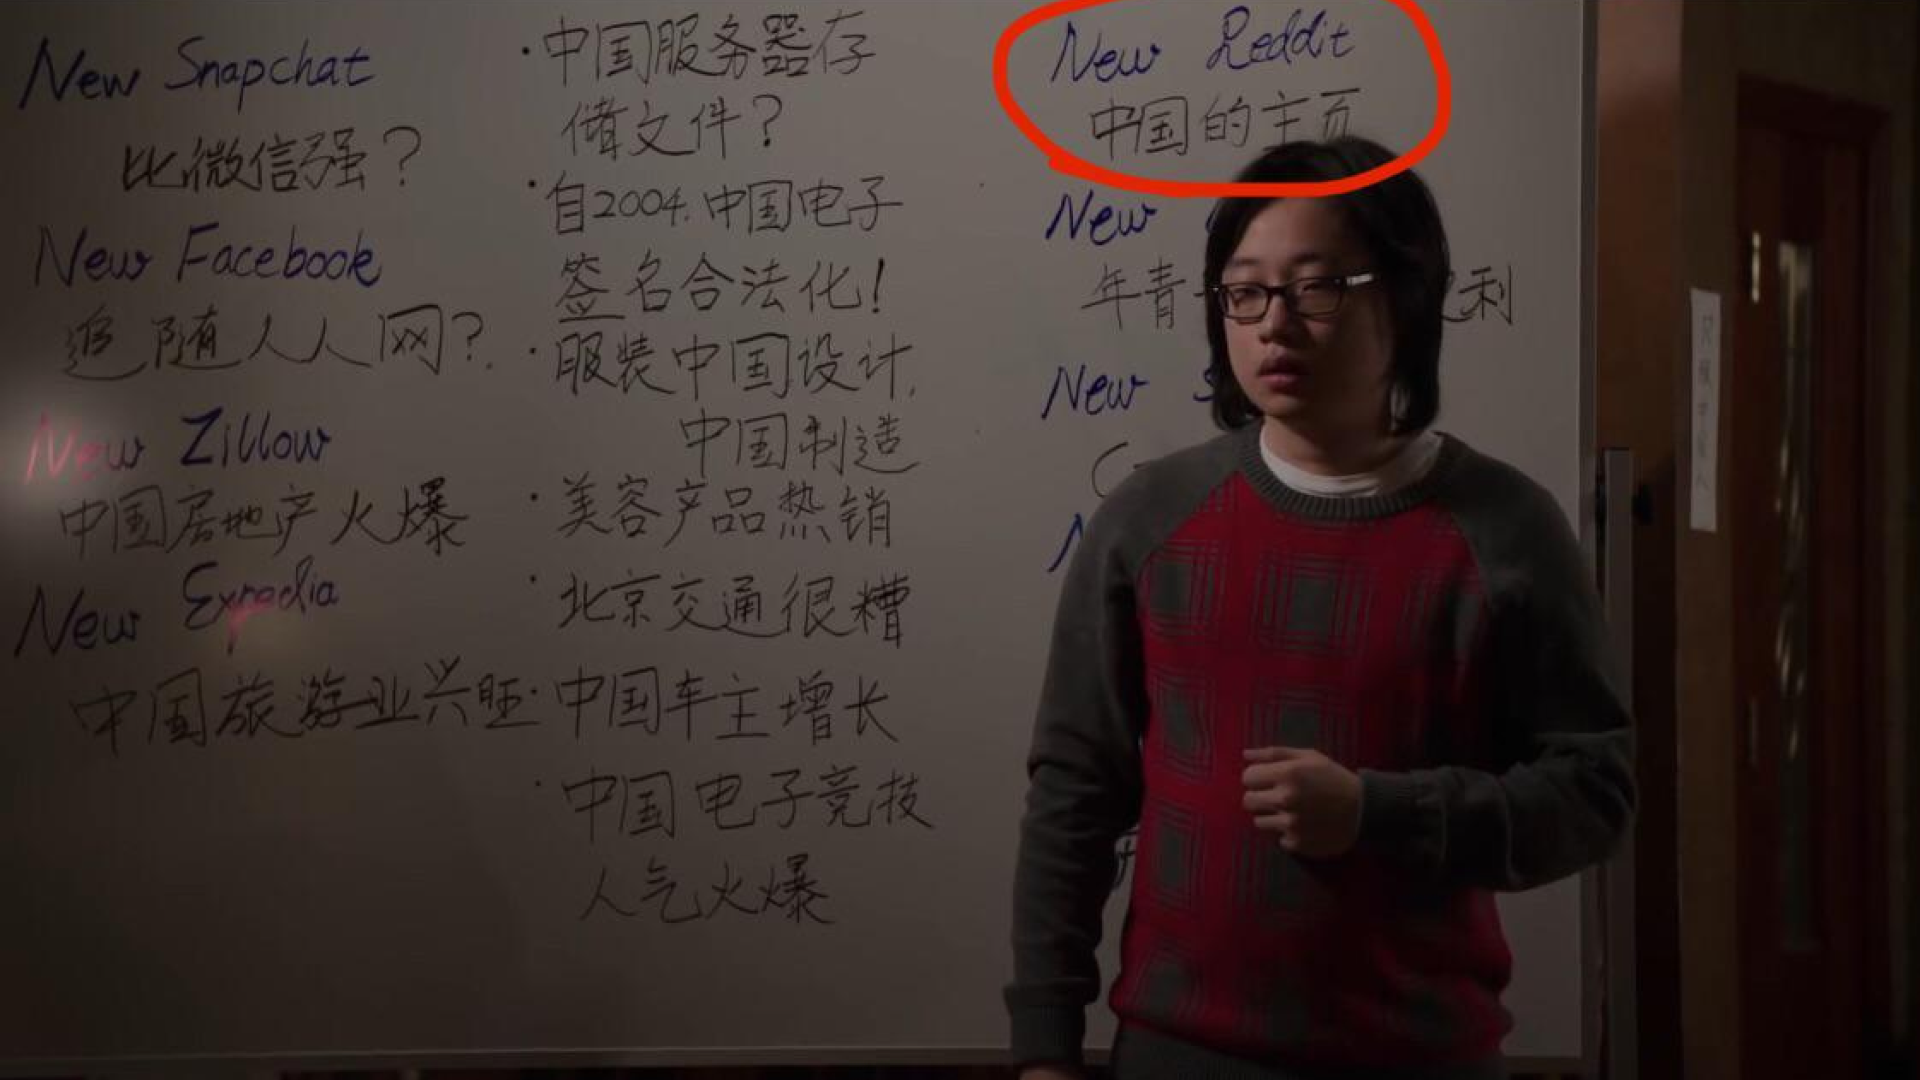 New Snapchat
比微信强？
New Facebook
追随人人网？
New Zillow
中国房地产火爆
New Expedia
中国旅游业兴旺
·中国服务器存
储文件？
·自2004.中国电子
签名合法化！
·服装中国设计，
中国制造
·美容产品热销
·北京交通很糟
·中国车主增长
·中国电子竞技
人气火爆
New Reddit
中国的主页
New
年青
利
New